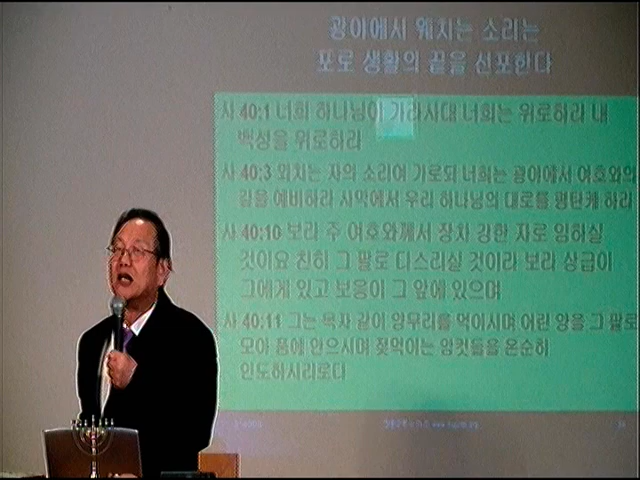 광야에서 웨치는 소리는
포로 생활의 끝을 선포한다
사 40:1 너희 하나님이 가라사대 너희는 위로하라 내
백성을 위로하라
사 40:3 외치는 자의 소리여 가로되 너희는 광야에서 여호와의
길을 예비하라 사막에서 우리 하나님의 대로를 평탄케 하라
사 40:10 보라 주 여호와께서 장차 강한 자로 임하실
것이요 친히 그 팔로 다스리실 것이라 보라 상급이
그에게 있고 보응이 그 앞에 있으며
사 40:11 그는 목자 같이 양무리를 먹이시며 어린 양을 그 팔로
모아 품에 안으시며 젖먹이는 암컷들을 온순히
인도하시리로다